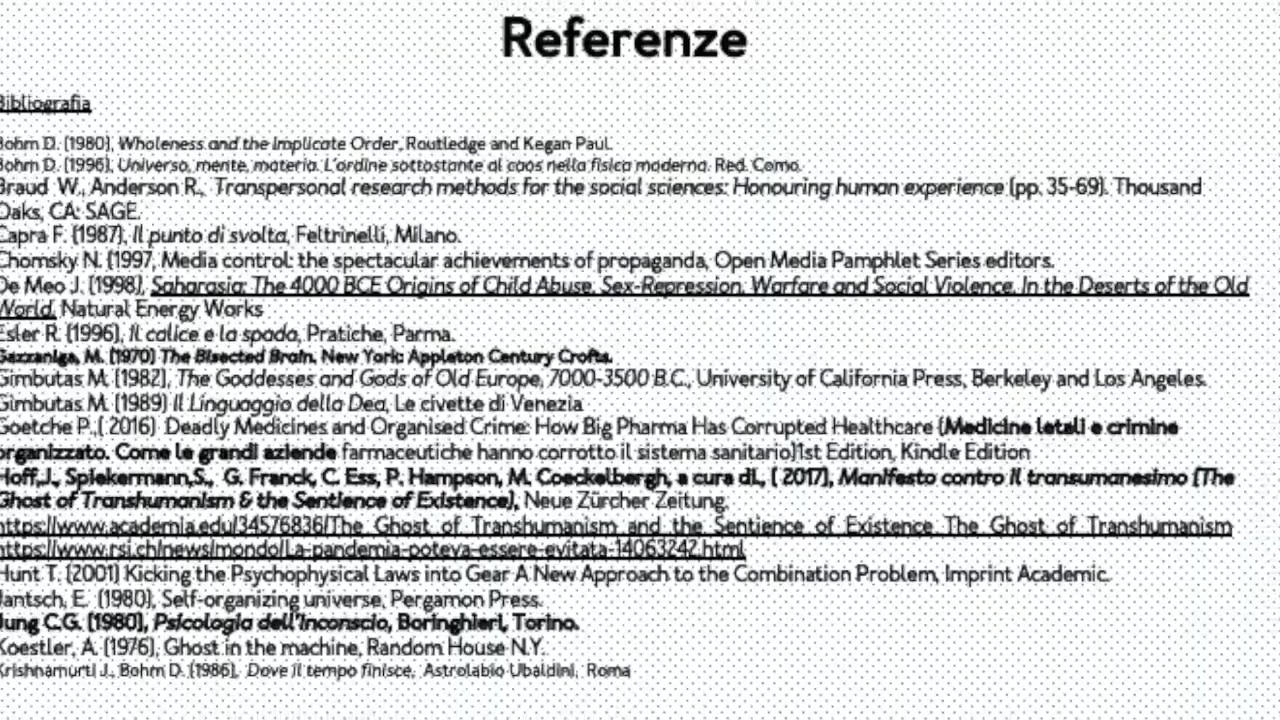 Referenze
Bibliografia
Bohm D. (1980), Wholeness and the Implicate Order, Routledge and Kegan Paul.
Bohm D. (1996), Universo, mente, materia. L'ordine sottostante al caos nella fisica moderna. Red. Como.
Braud W., Anderson R., Transpersonal research methods for the social sciences: Honouring human experience (pp. 35-69). Thousand
Oaks, CA: SAGE.
Capra F. (1987), Il punto di svolta, Feltrinelli, Milano.
Chomsky N. (1997, Media control: the spectacular achievements of propaganda, Open Media Pamphlet Series editors.
De Meo J. (1998), Saharasia: The 4000 BCE Origins of Child Abuse, Sex-Repression, Warfare and Social Violence, In the Deserts of the Old
World, Natural Energy Works
Esler R. (1996), Il calice e la spada, Pratiche, Parma.
Gazzaniga, M. (1970) The Bisected Brain. New York: Appleton Century Crofts.
Gimbutas M. (1982), The Goddesses and Gods of Old Europe, 7000-3500 B.C., University of California Press, Berkeley and Los Angeles.
Gimbutas M. (1989) Il Linguaggio della Dea, Le civette di Venezia
Goetche P.,( 2016) Deadly Medicines and Organised Crime: How Big Pharma Has Corrupted Healthcare (Medicine letali e crimine
organizzato. Come le grandi aziende farmaceutiche hanno corrotto il sistema sanitario)1st Edition, Kindle Edition
Hoff,J., Spiekermann,S., G. Franck, C. Ess, P. Hampson, M. Coeckelbergh, a cura di., ( 2017), Manifesto contro il transumanesimo (The
Ghost of Transhumanism & the Sentience of Existence), Neue Zürcher Zeitung.
https://www.academia.edu/34576836/The_Ghost_of_Transhumanism_and_the_Sentience_of_Existence_The_Ghost_of_Transhumanism
https://www.rsi.ch/news/mondo/La-pandemia-poteva-essere-evitata-14063242.html
Hunt T. (2001) Kicking the Psychophysical Laws into Gear A New Approach to the Combination Problem, Imprint Academic.
Jantsch, E. (1980), Self-organizing universe, Pergamon Press.
Jung C.G. (1980), Psicologia dell'inconscio, Boringhieri, Torino.
Koestler, A. (1976), Ghost in the machine, Random House N.Y.
Krishnamurti J., Bohm D. (1986), Dove il tempo finisce, Astrolabio Ubaldini, Roma